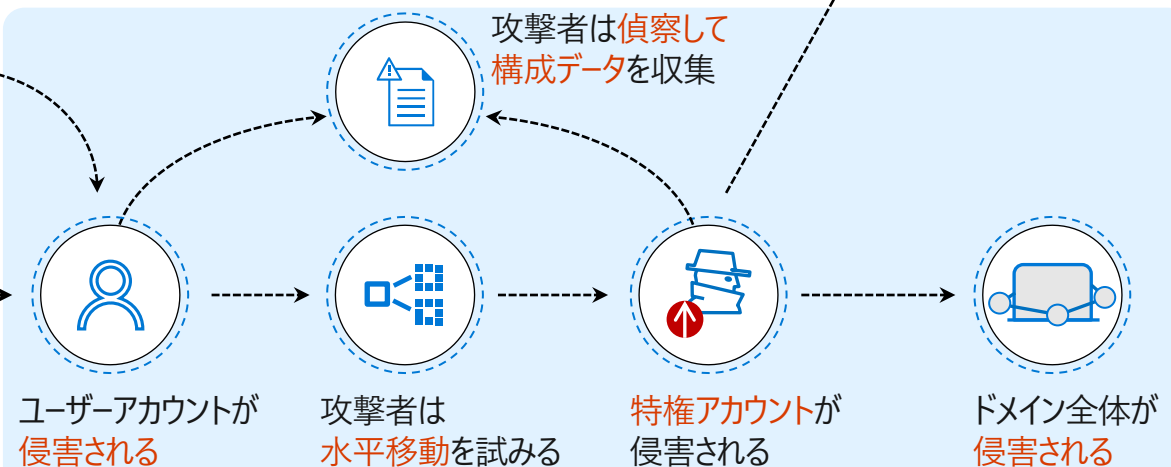 攻撃者は偵察して
構成データを収集
ユーザーアカウントが
侵害される
攻撃者は
水平移動を試みる
特権アカウントが
侵害される
ドメイン全体が
侵害される